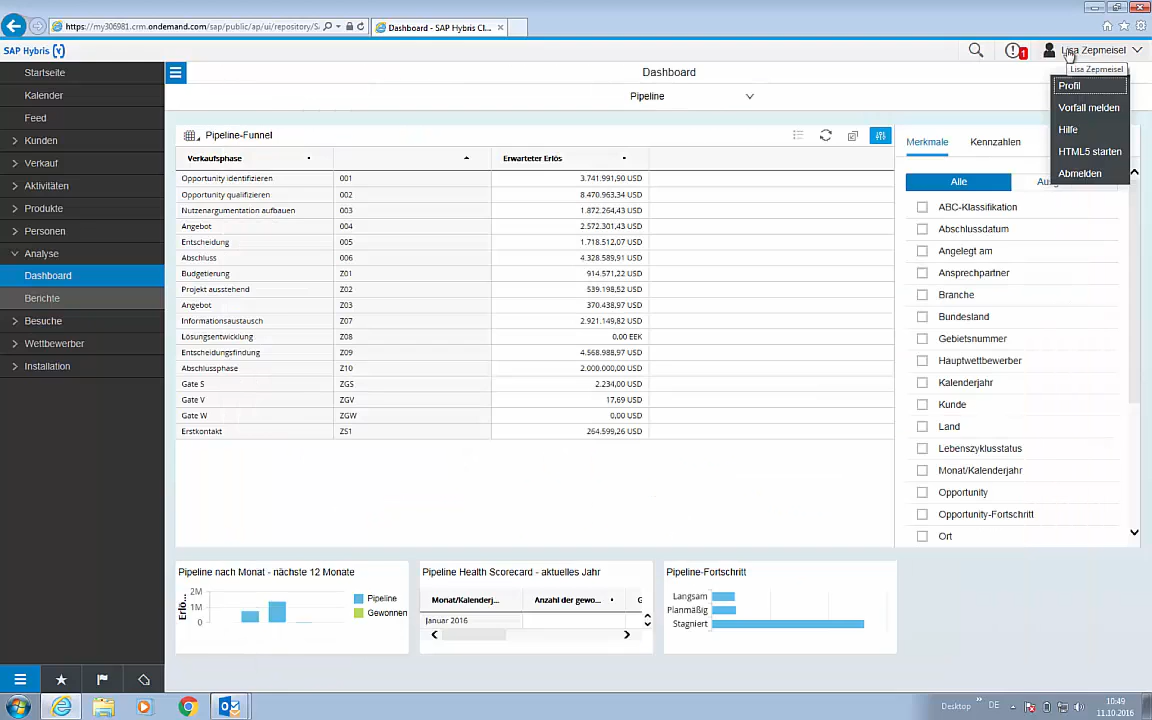 https://my306981.crm.ondemand.com/sap/public/ap/ui/repository/S
Dashboard - SAP Hybris Cl...
SAP Hybris (y)
1
Lisa Zepmeisel
Lisa Zepmeisel
Profil
Vorfall melden
Hilfe
HTML5 starten
Abmelden
Startseite
Kalender
Feed
Kunden
Verkauf
Aktivitäten
Produkte
Personen
Analyse
Dashboard
Berichte
Besuche
Wettbewerber
Installation
Dashboard
Pipeline
Pipeline-Funnel
Verkaufsphase Erwarteter Erlös
Opportunity identifizieren 001 3.741.991,90 USD
Opportunity qualifizieren 002 8.470.963,34 USD
Nutzenargumentation aufbauen 003 1.872.264,43 USD
Angebot 004 2.572.301,43 USD
Entscheidung 005 1.718.512,07 USD
Abschluss 006 4.328.589,91 USD
Budgetierung Z01 914.571,22 USD
Projekt ausstehend Z02 539.198,52 USD
Angebot Z03 370.438,97 USD
Informationsaustausch Z07 2.921.149,82 USD
Lösungsentwicklung Z08 0,00 EEK
Entscheidungsfindung Z09 4.568.988,97 USD
Abschlussphase Z10 2.000.000,00 USD
Gate S ZGS 2.234,00 USD
Gate V ZGV 17,69 USD
Gate W ZGW 0,00 USD
Erstkontakt ZS1 264.599,26 USD
Merkmale Kennzahlen
Alle
ABC-Klassifikation
Abschlussdatum
Angelegt am
Ansprechpartner
Branche
Bundesland
Gebietsnummer
Hauptwettbewerber
Kalenderjahr
Kunde
Land
Lebenszyklusstatus
Monat/Kalenderjahr
Opportunity
Opportunity-Fortschritt
Ort
Pipeline nach Monat - nächste 12 Monate
Erlö...
2M
1M
0
Pipeline
Gewonnen
Pipeline Health Scorecard - aktuelles Jahr
Monat/Kalenderj... Anzahl der gewo...
Januar 2016
Pipeline-Fortschritt
Langsam
Planmäßig
Stagniert
Desktop
DE
10:49
11.10.2016